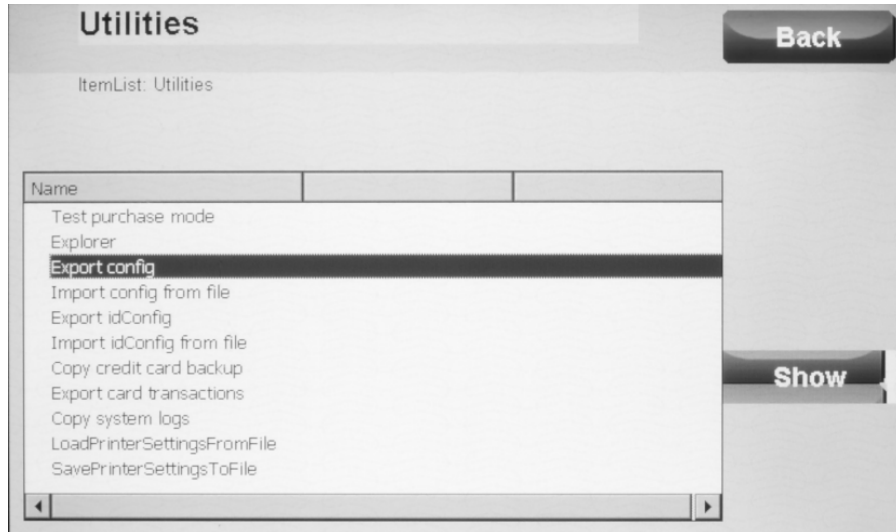 Utilities
Back
ItemList: Utilities
Name
Test purchase mode
Explorer
Export config
Import config from file
Export idConfig
Import idConfig from file
Copy credit card backup
Export card transactions
Copy system logs
LoadPrinterSettingsFromFile
SavePrinterSettingsToFile
Show